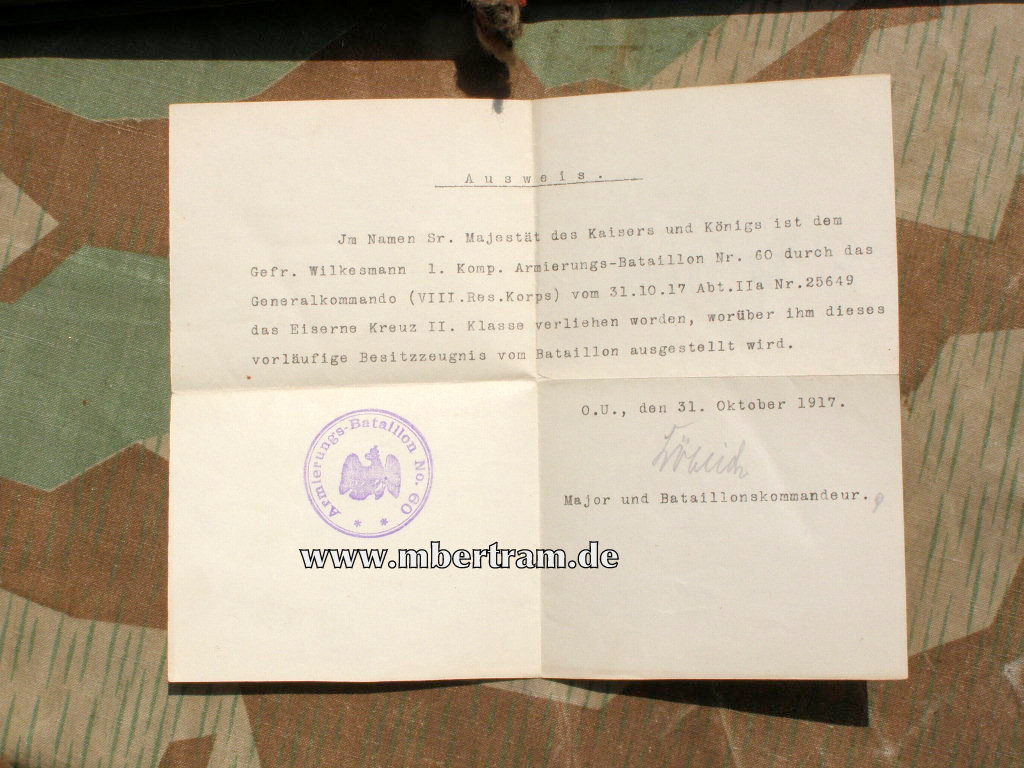 Ausweis.
Jm Namen Sr. Majestät des Kaisers und Königs ist dem
Gefr. Wilkesmann 1. Komp. Armierungs-Bataillon Nr. 60 durch das
Generalkommando (VIII.Res.Korps) vom 31.10.17 Abt.IIa Nr.25649
das Eiserne Kreuz II. Klasse verliehen worden, worüber ihm dieses
vorläufige Besitzzeugnis vom Bataillon ausgestellt wird.
O.U., den 31. Oktober 1917.
Major und Bataillonskommandeur.
Armierungs-Bataillon No. 60
* *
www.mbertram.de